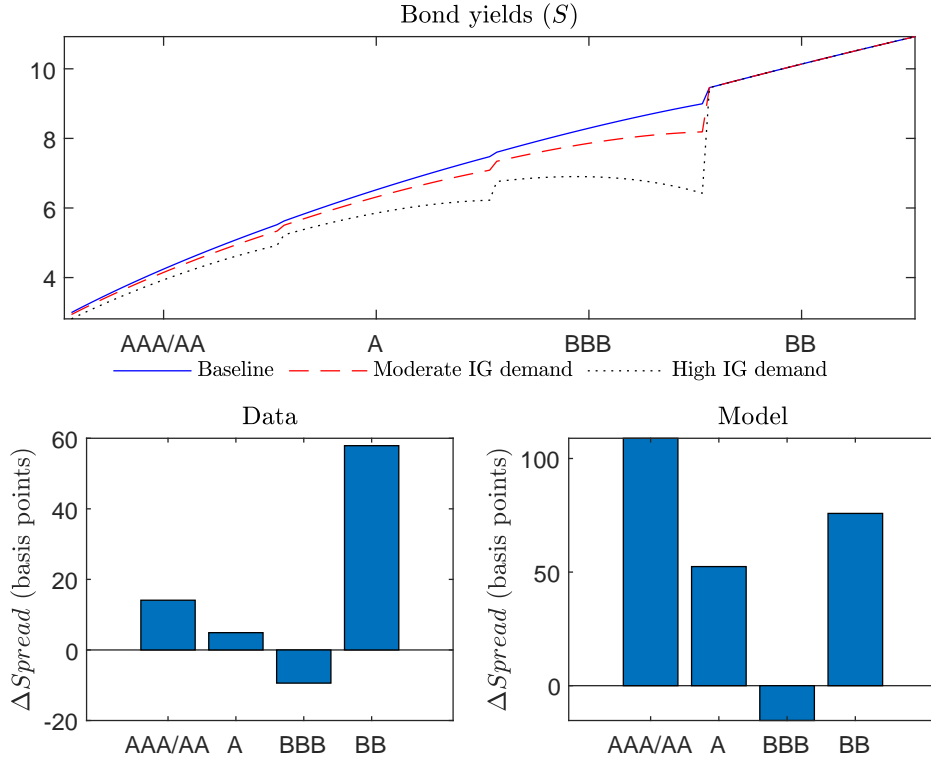 Bond yields (S)
10
8
6
4
AAA/AA A BBB BB
Baseline Moderate IG demand High IG demand
Data
ΔSpread (basis points)
60
40
20
0
-20
AAA/AA A BBB BB
Model
ΔSpread (basis points)
100
50
0
AAA/AA A BBB BB